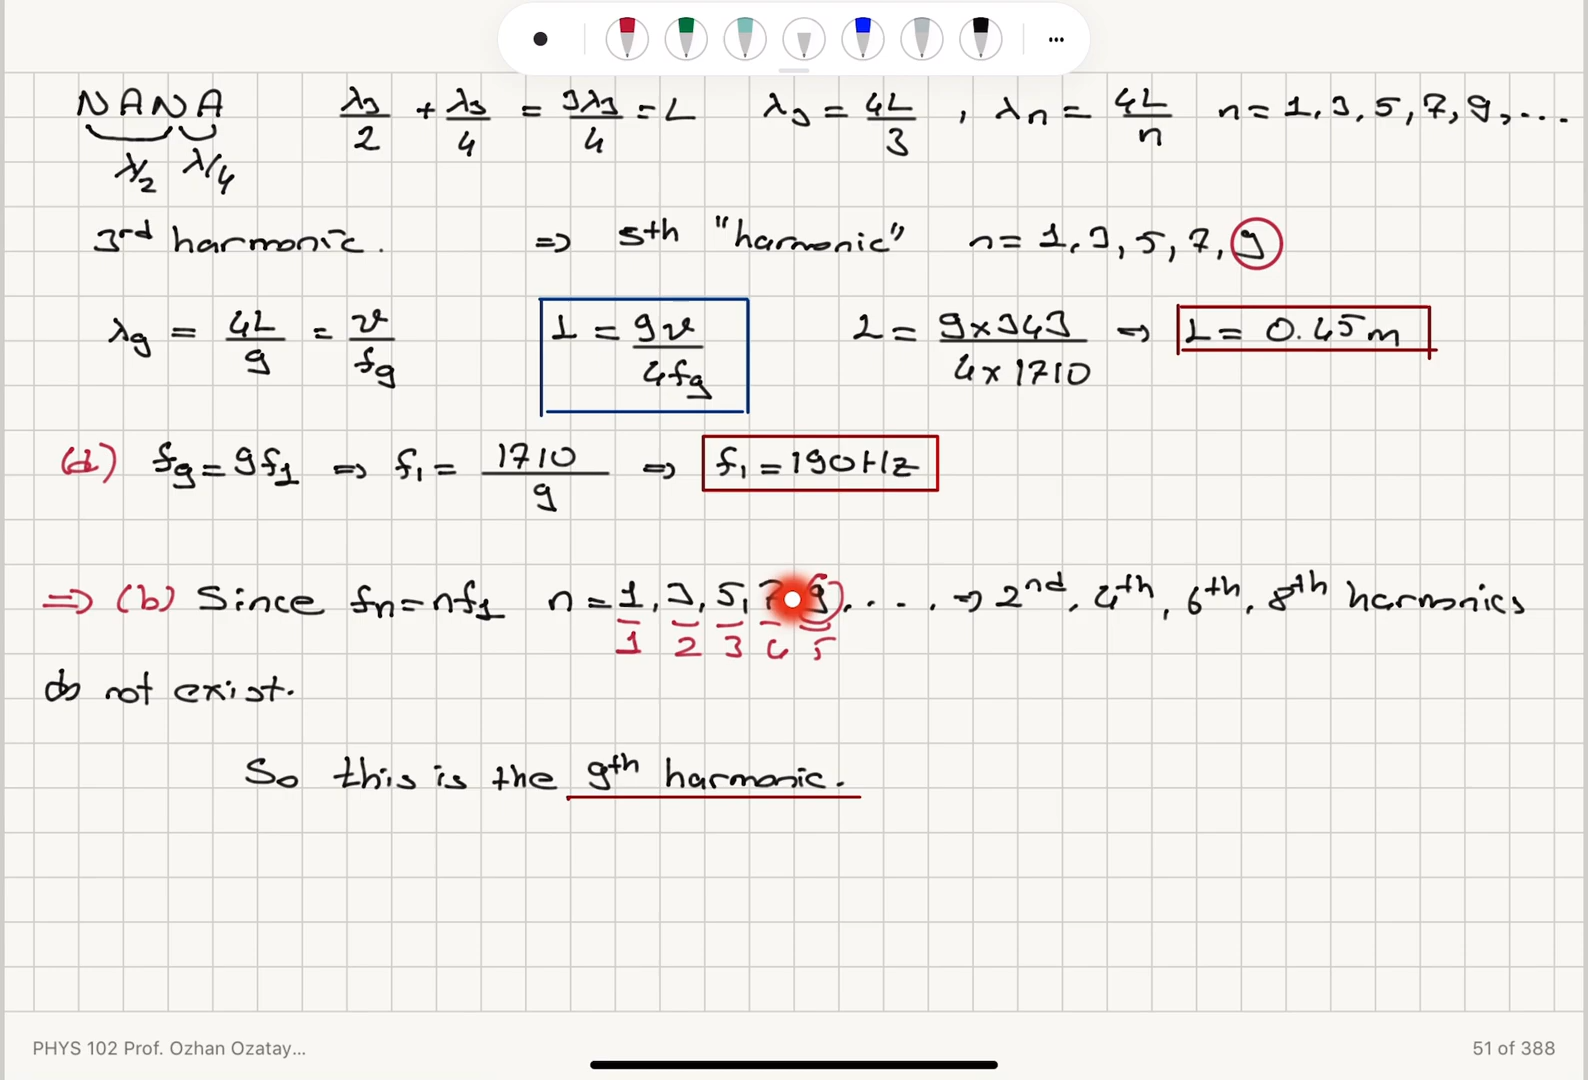 ...
NANA λ₃/2 + λ₃/4 = 3λ₃/4 = L λ₃ = 4L/3 , λn = 4L/n n = 1, 3, 5, 7, 9, ...
λ/2 λ/4
3rd harmonic. ⇒ 5th "harmonic" n = 1, 3, 5, 7, 9
λ₉ = 4L/9 = v/f₉ L = 9v/4f₉ L = 9×343/4×1710 ⇒ L = 0.45m
(d) f₉ = 9f₁ ⇒ f₁ = 1710/9 ⇒ f₁ = 190Hz
⇒ (b) Since fn = nf₁ n = 1, 3, 5, 7, 9, .... ⇒ 2nd, 4th, 6th, 8th harmonics
1 2 3 4 5
do not exist.
So this is the 9th harmonic.
PHYS 102 Prof. Ozhan Ozatay...
51 of 388